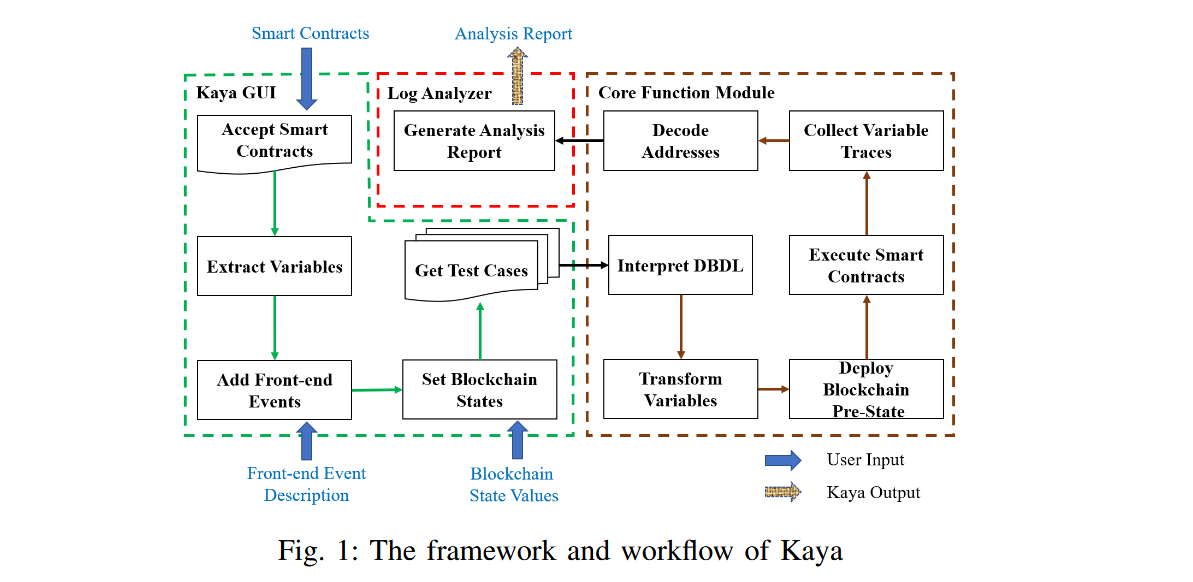 Smart Contracts
Analysis Report
Kaya GUI
Log Analyzer
Core Function Module
Accept Smart
Contracts
Generate Analysis
Report
Decode
Addresses
Collect Variable
Traces
Extract Variables
Get Test Cases
Interpret DBDL
Execute Smart
Contracts
Add Front-end
Events
Set Blockchain
States
Transform
Variables
Deploy
Blockchain
Pre-State
Front-end Event
Description
Blockchain
State Values
User Input
Kaya Output
Fig. 1: The framework and workflow of Kaya